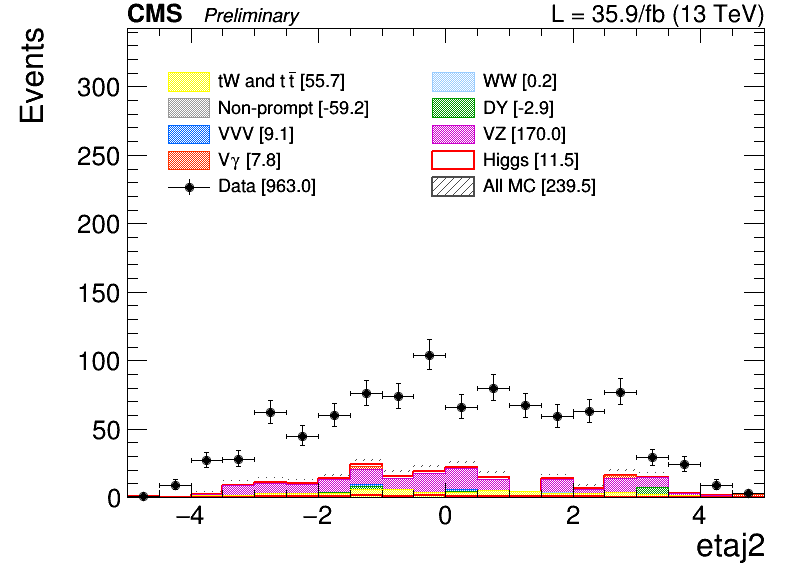 CMS Preliminary L = 35.9/fb (13 TeV)
Events
tW and t t̄ [55.7]
Non-prompt [-59.2]
VVV [9.1]
Vγ [7.8]
Data [963.0]
WW [0.2]
DY [-2.9]
VZ [170.0]
Higgs [11.5]
All MC [239.5]
300
250
200
150
100
50
0
−4 −2 0 2 4
etaj2